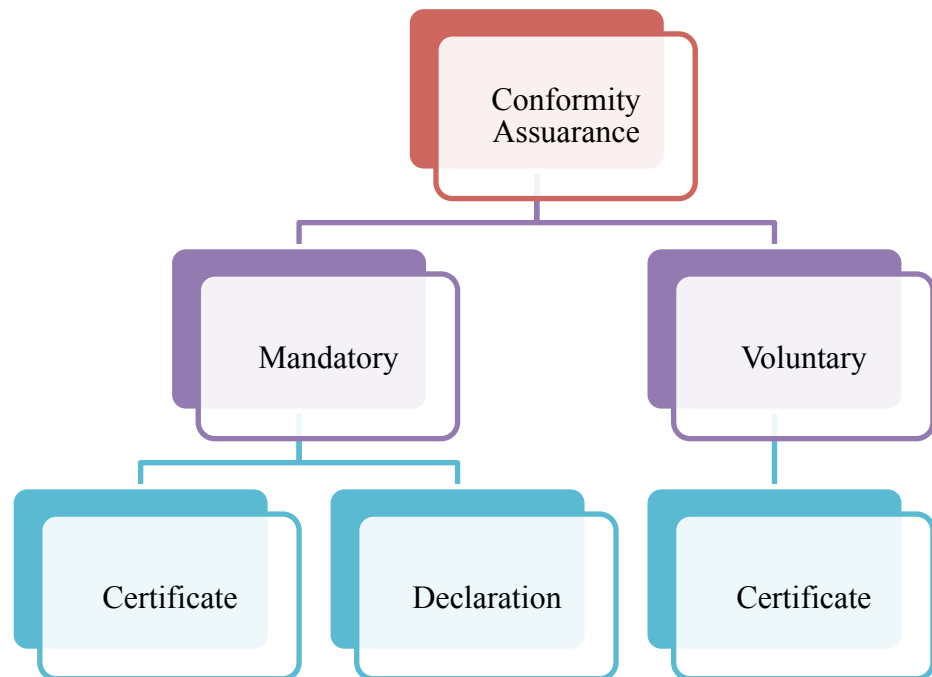 Conformity
Assuarance
Mandatory
Voluntary
Certificate
Declaration
Certificate